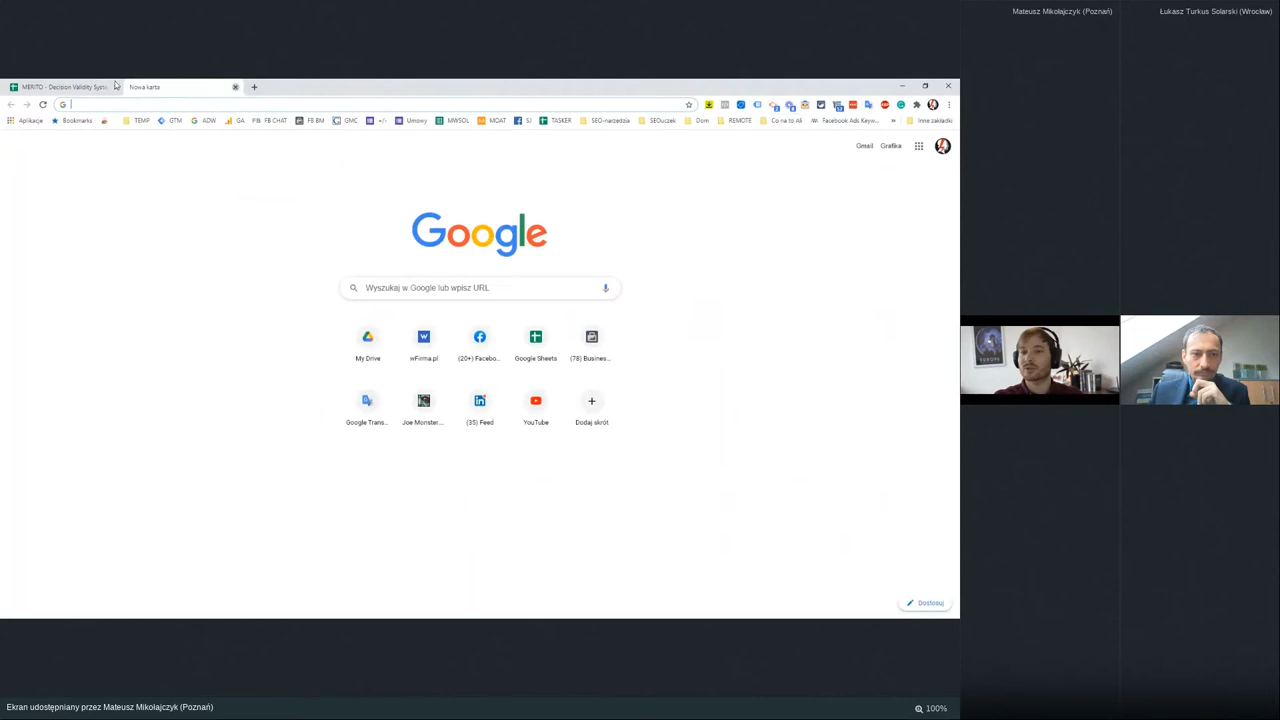 Mateusz Mikołajczyk (Poznań)
Łukasz Turkus Solarski (Wrocław)
MERITO - Decision Validity Syst
Nowa karta
Aplikacje
Bookmarks
TEMP
GTM
ADW
GA
FB CHAT
FB BM
GMC
+/-
Umowy
MWSOL
MOAT
SJ
TASKER
SEO-narzędzia
SEOuczek
Dom
REMOTE
Co na to Ali
Facebook Ads Keyw...
»
Inne zakładki
Gmail
Grafika
Google
Wyszukaj w Google lub wpisz URL
My Drive
wFirma.pl
(20+) Facebo...
Google Sheets
(78) Busines...
Google Trans...
Joe Monster...
(35) Feed
YouTube
Dodaj skrót
EUROPE
Dostosuj
Ekran udostępniany przez Mateusz Mikołajczyk (Poznań)
100%